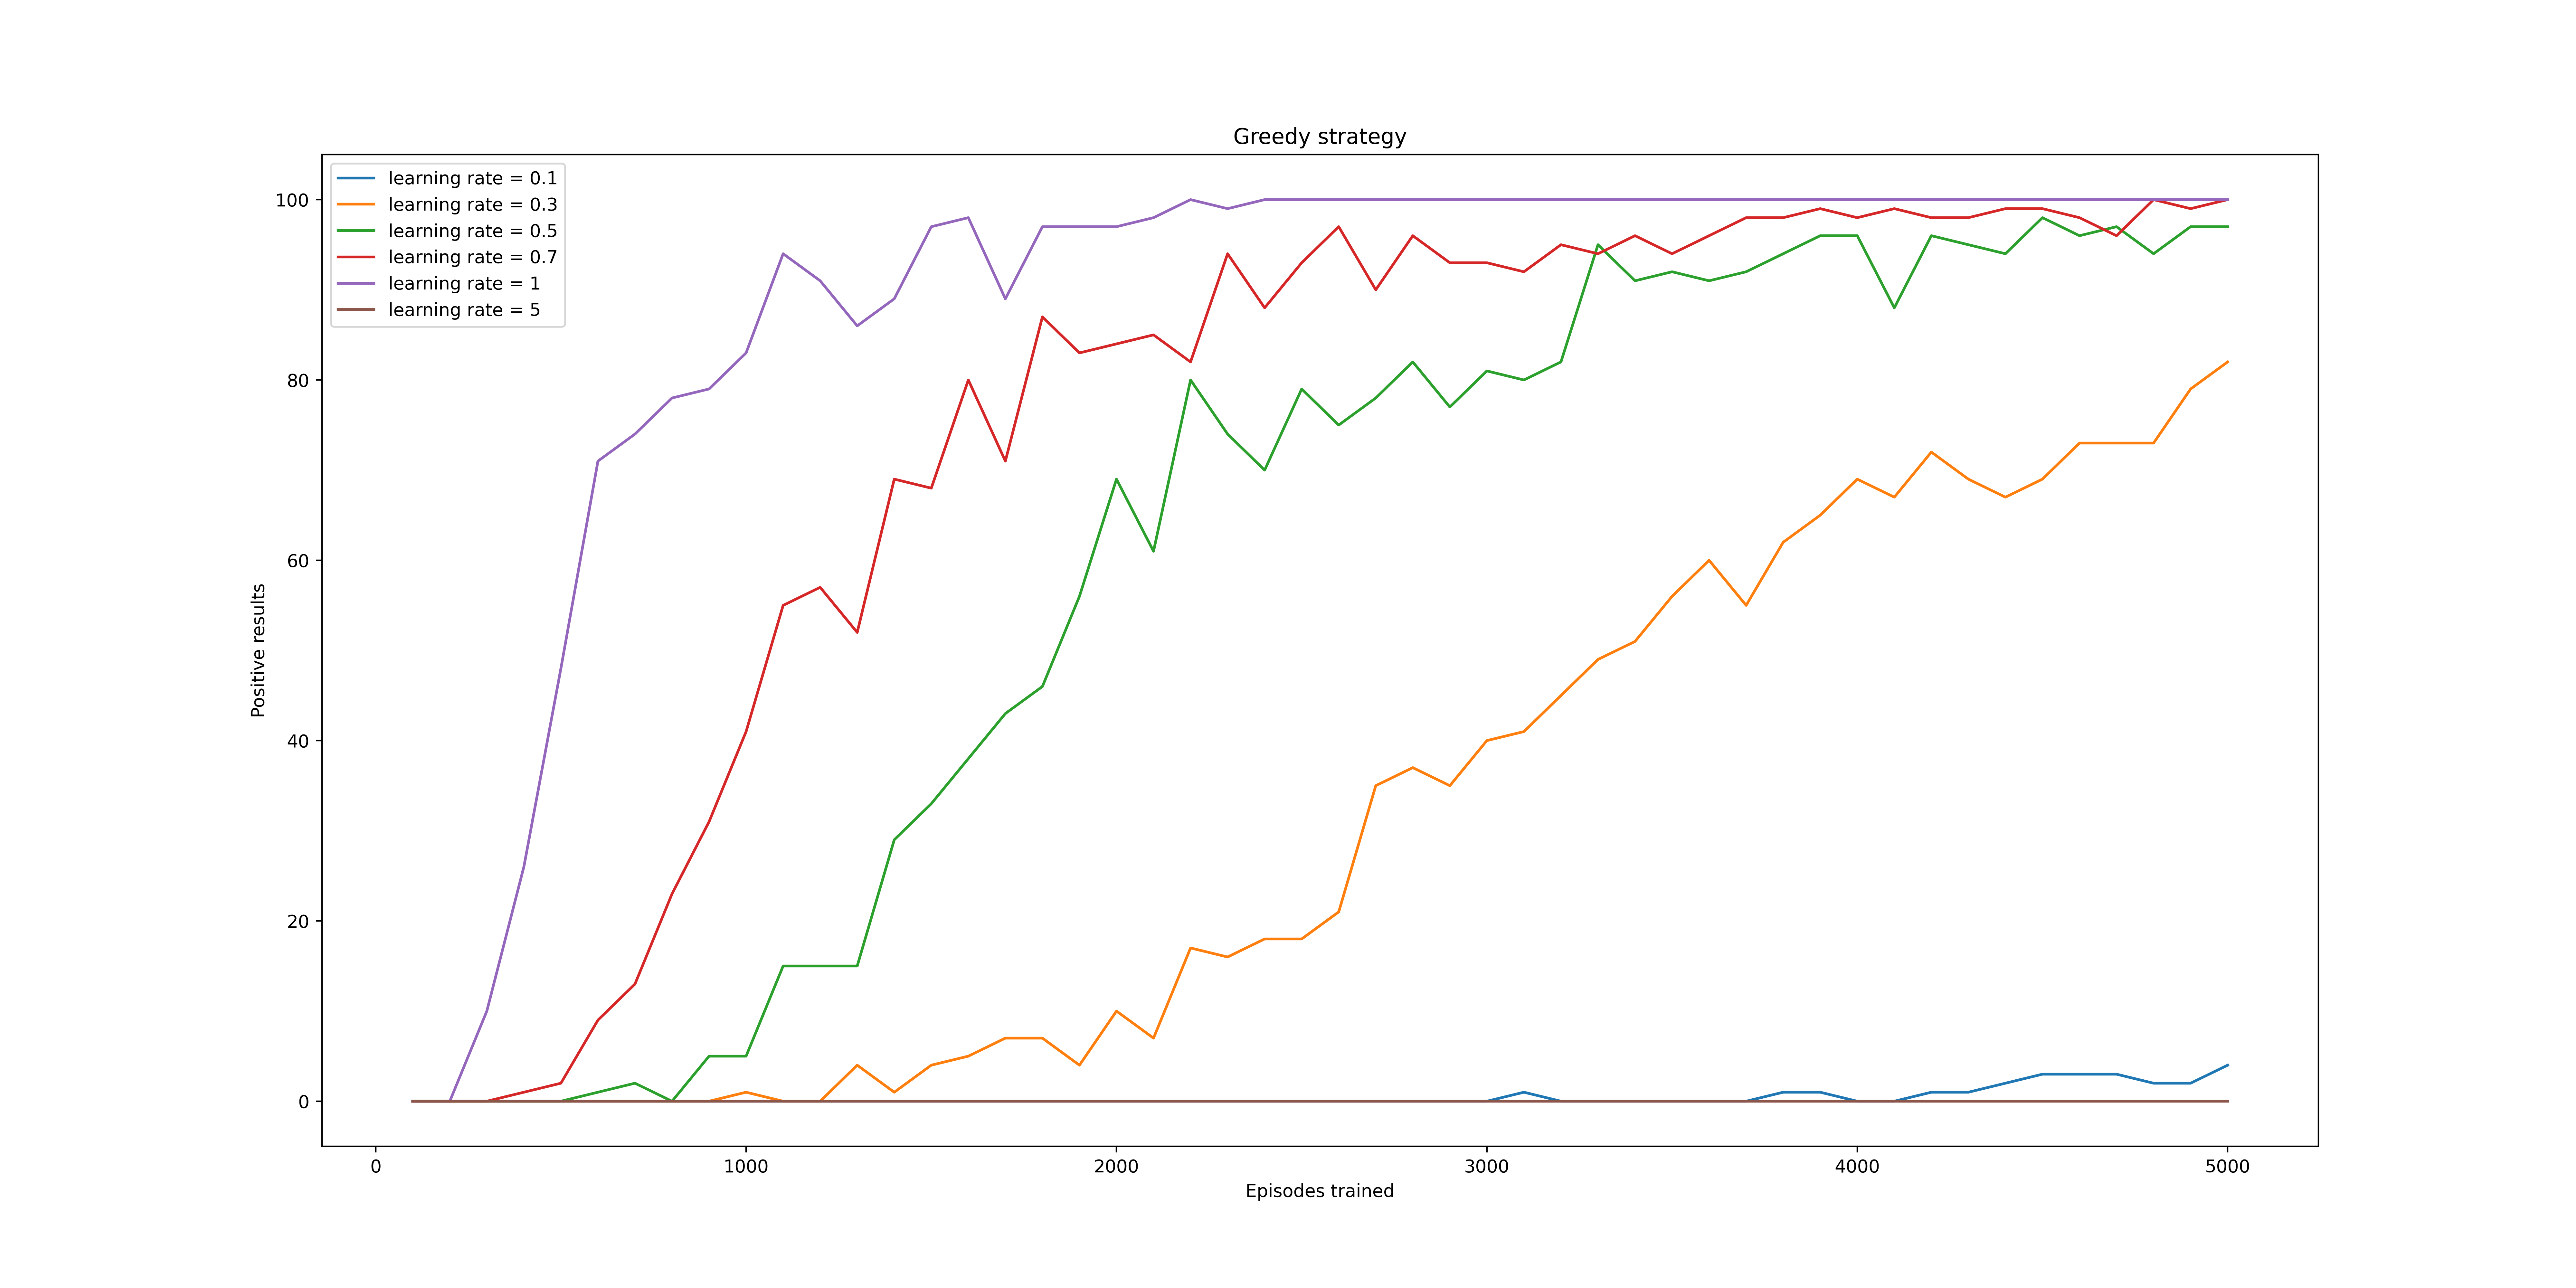 Greedy strategy
learning rate = 0.1
learning rate = 0.3
learning rate = 0.5
learning rate = 0.7
learning rate = 1
learning rate = 5
100
80
60
40
20
0
Positive results
0 1000 2000 3000 4000 5000
Episodes trained